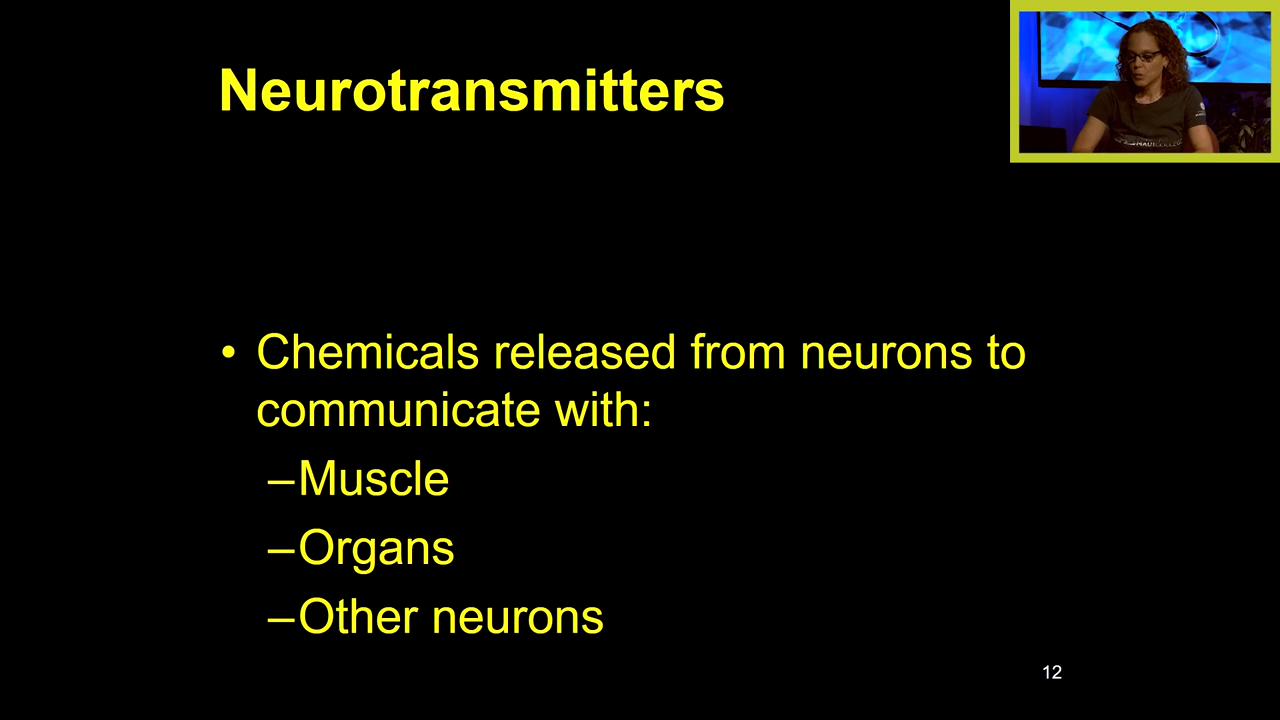 Neurotransmitters
• Chemicals released from neurons to
communicate with:
–Muscle
–Organs
–Other neurons
12